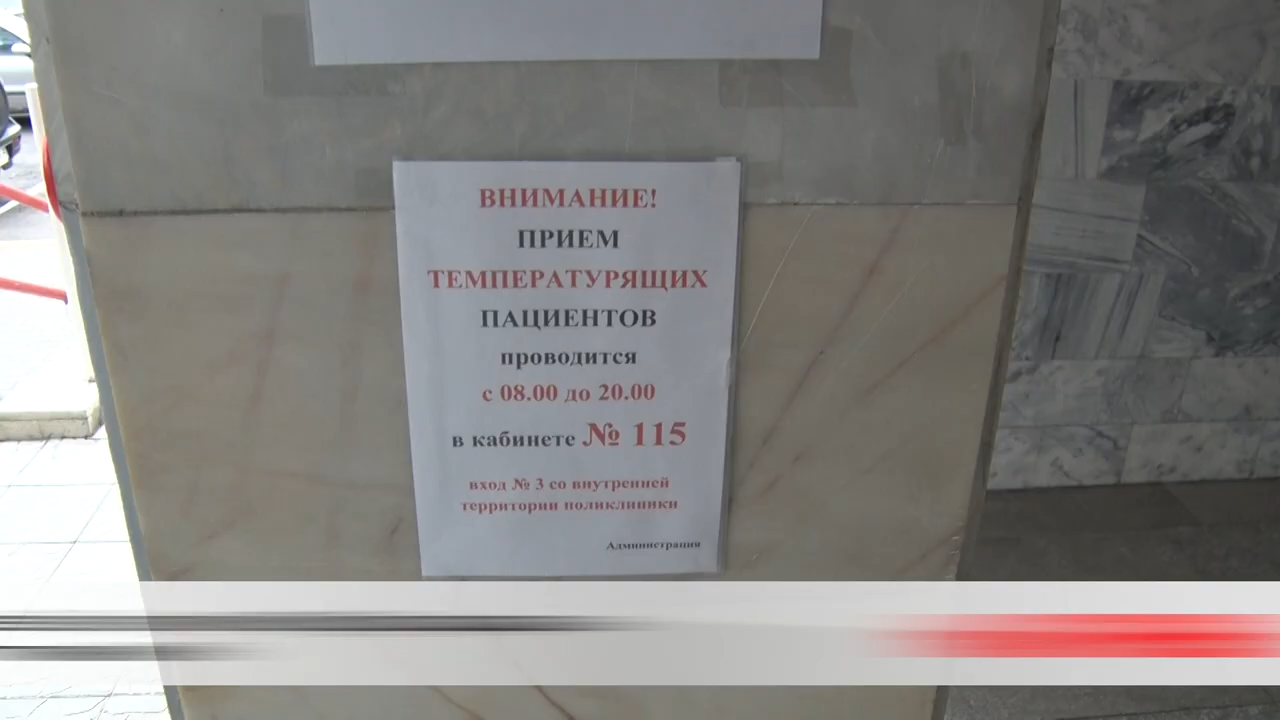 ВНИМАНИЕ!
ПРИЕМ
ТЕМПЕРАТУРЯЩИХ
ПАЦИЕНТОВ
проводится
с 08.00 до 20.00
в кабинете № 115
вход № 3 со внутренней
территории поликлиники
Администрация